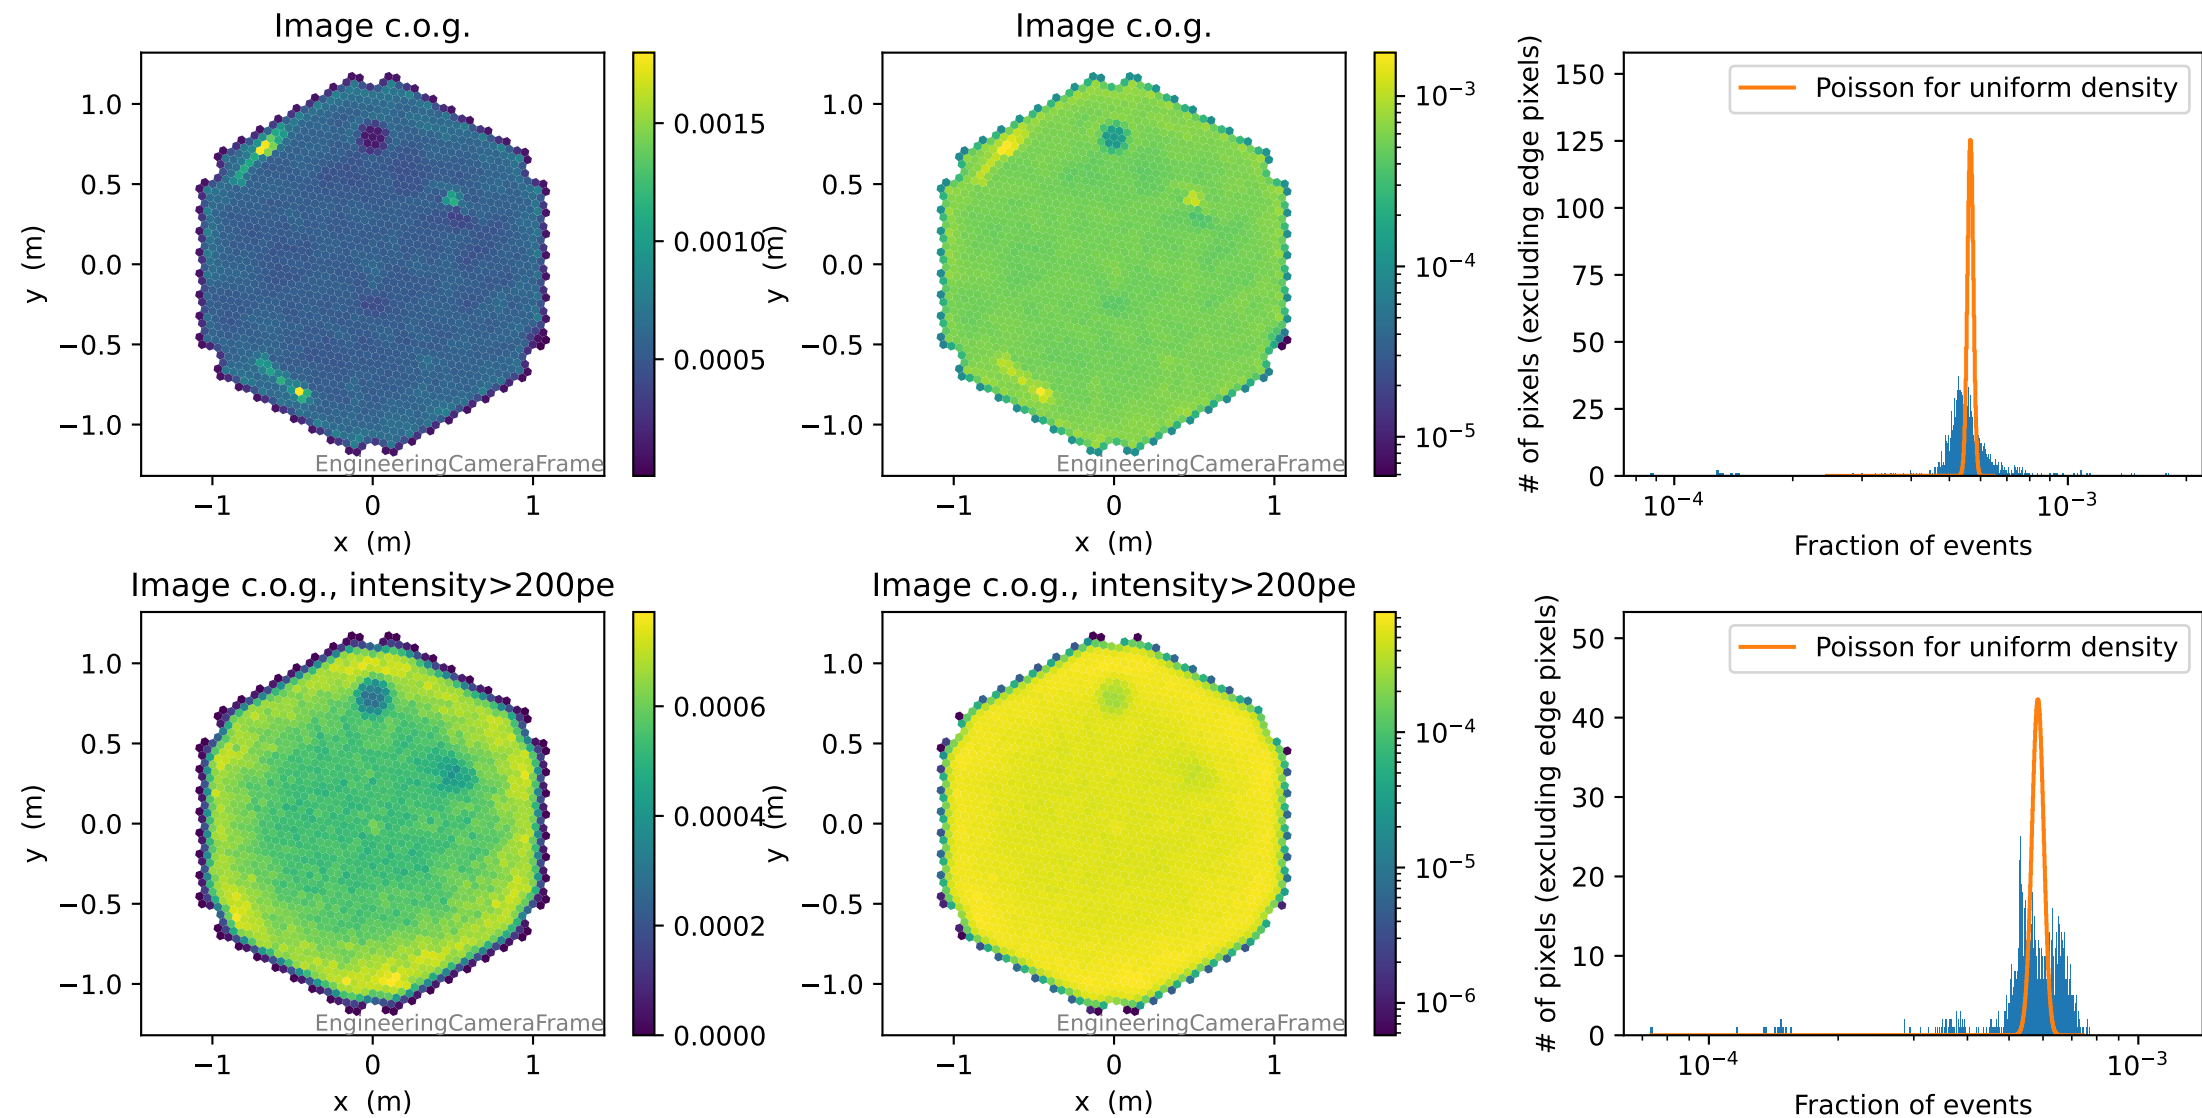 Image c.o.g.
1.0
0.5
0.0
−0.5
−1.0
y (m)
−1
0
1
x (m)
EngineeringCameraFrame
0.0015
0.0010
0.0005
Image c.o.g.
1.0
0.5
0.0
−0.5
−1.0
y (m)
−1
0
1
x (m)
EngineeringCameraFrame
10⁻³
10⁻⁴
10⁻⁵
# of pixels (excluding edge pixels)
150
125
100
75
50
25
0
Poisson for uniform density
10⁻⁴
10⁻³
Fraction of events
Image c.o.g., intensity>200pe
1.0
0.5
0.0
−0.5
−1.0
y (m)
−1
0
1
x (m)
EngineeringCameraFrame
0.0006
0.0004
0.0002
0.0000
Image c.o.g., intensity>200pe
1.0
0.5
0.0
−0.5
−1.0
y (m)
−1
0
1
x (m)
EngineeringCameraFrame
10⁻⁴
10⁻⁵
10⁻⁶
# of pixels (excluding edge pixels)
50
40
30
20
10
0
Poisson for uniform density
10⁻⁴
10⁻³
Fraction of events